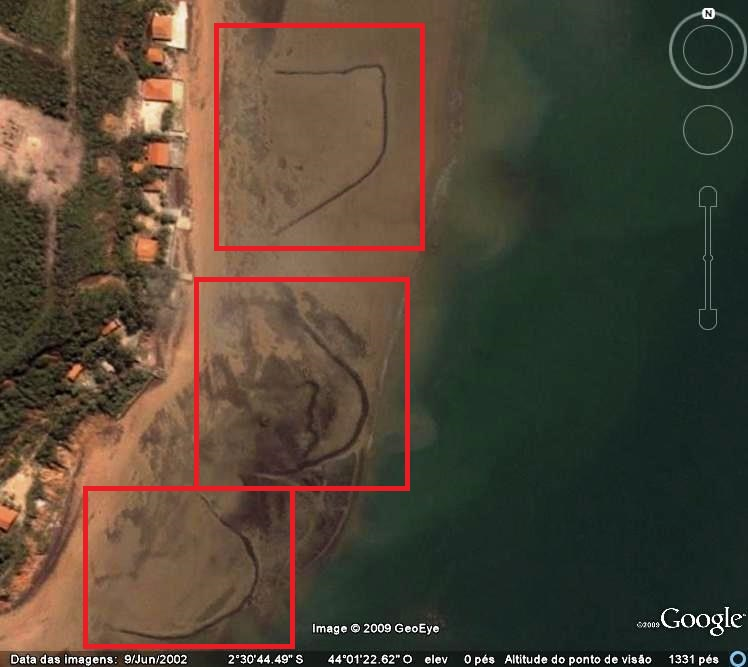 N
Image © 2009 GeoEye
©2009 Google™
Data das imagens: 9/Jun/2002 2°30'44.49" S 44°01'22.62" O elev 0 pés Altitude do ponto de visão 1331 pés